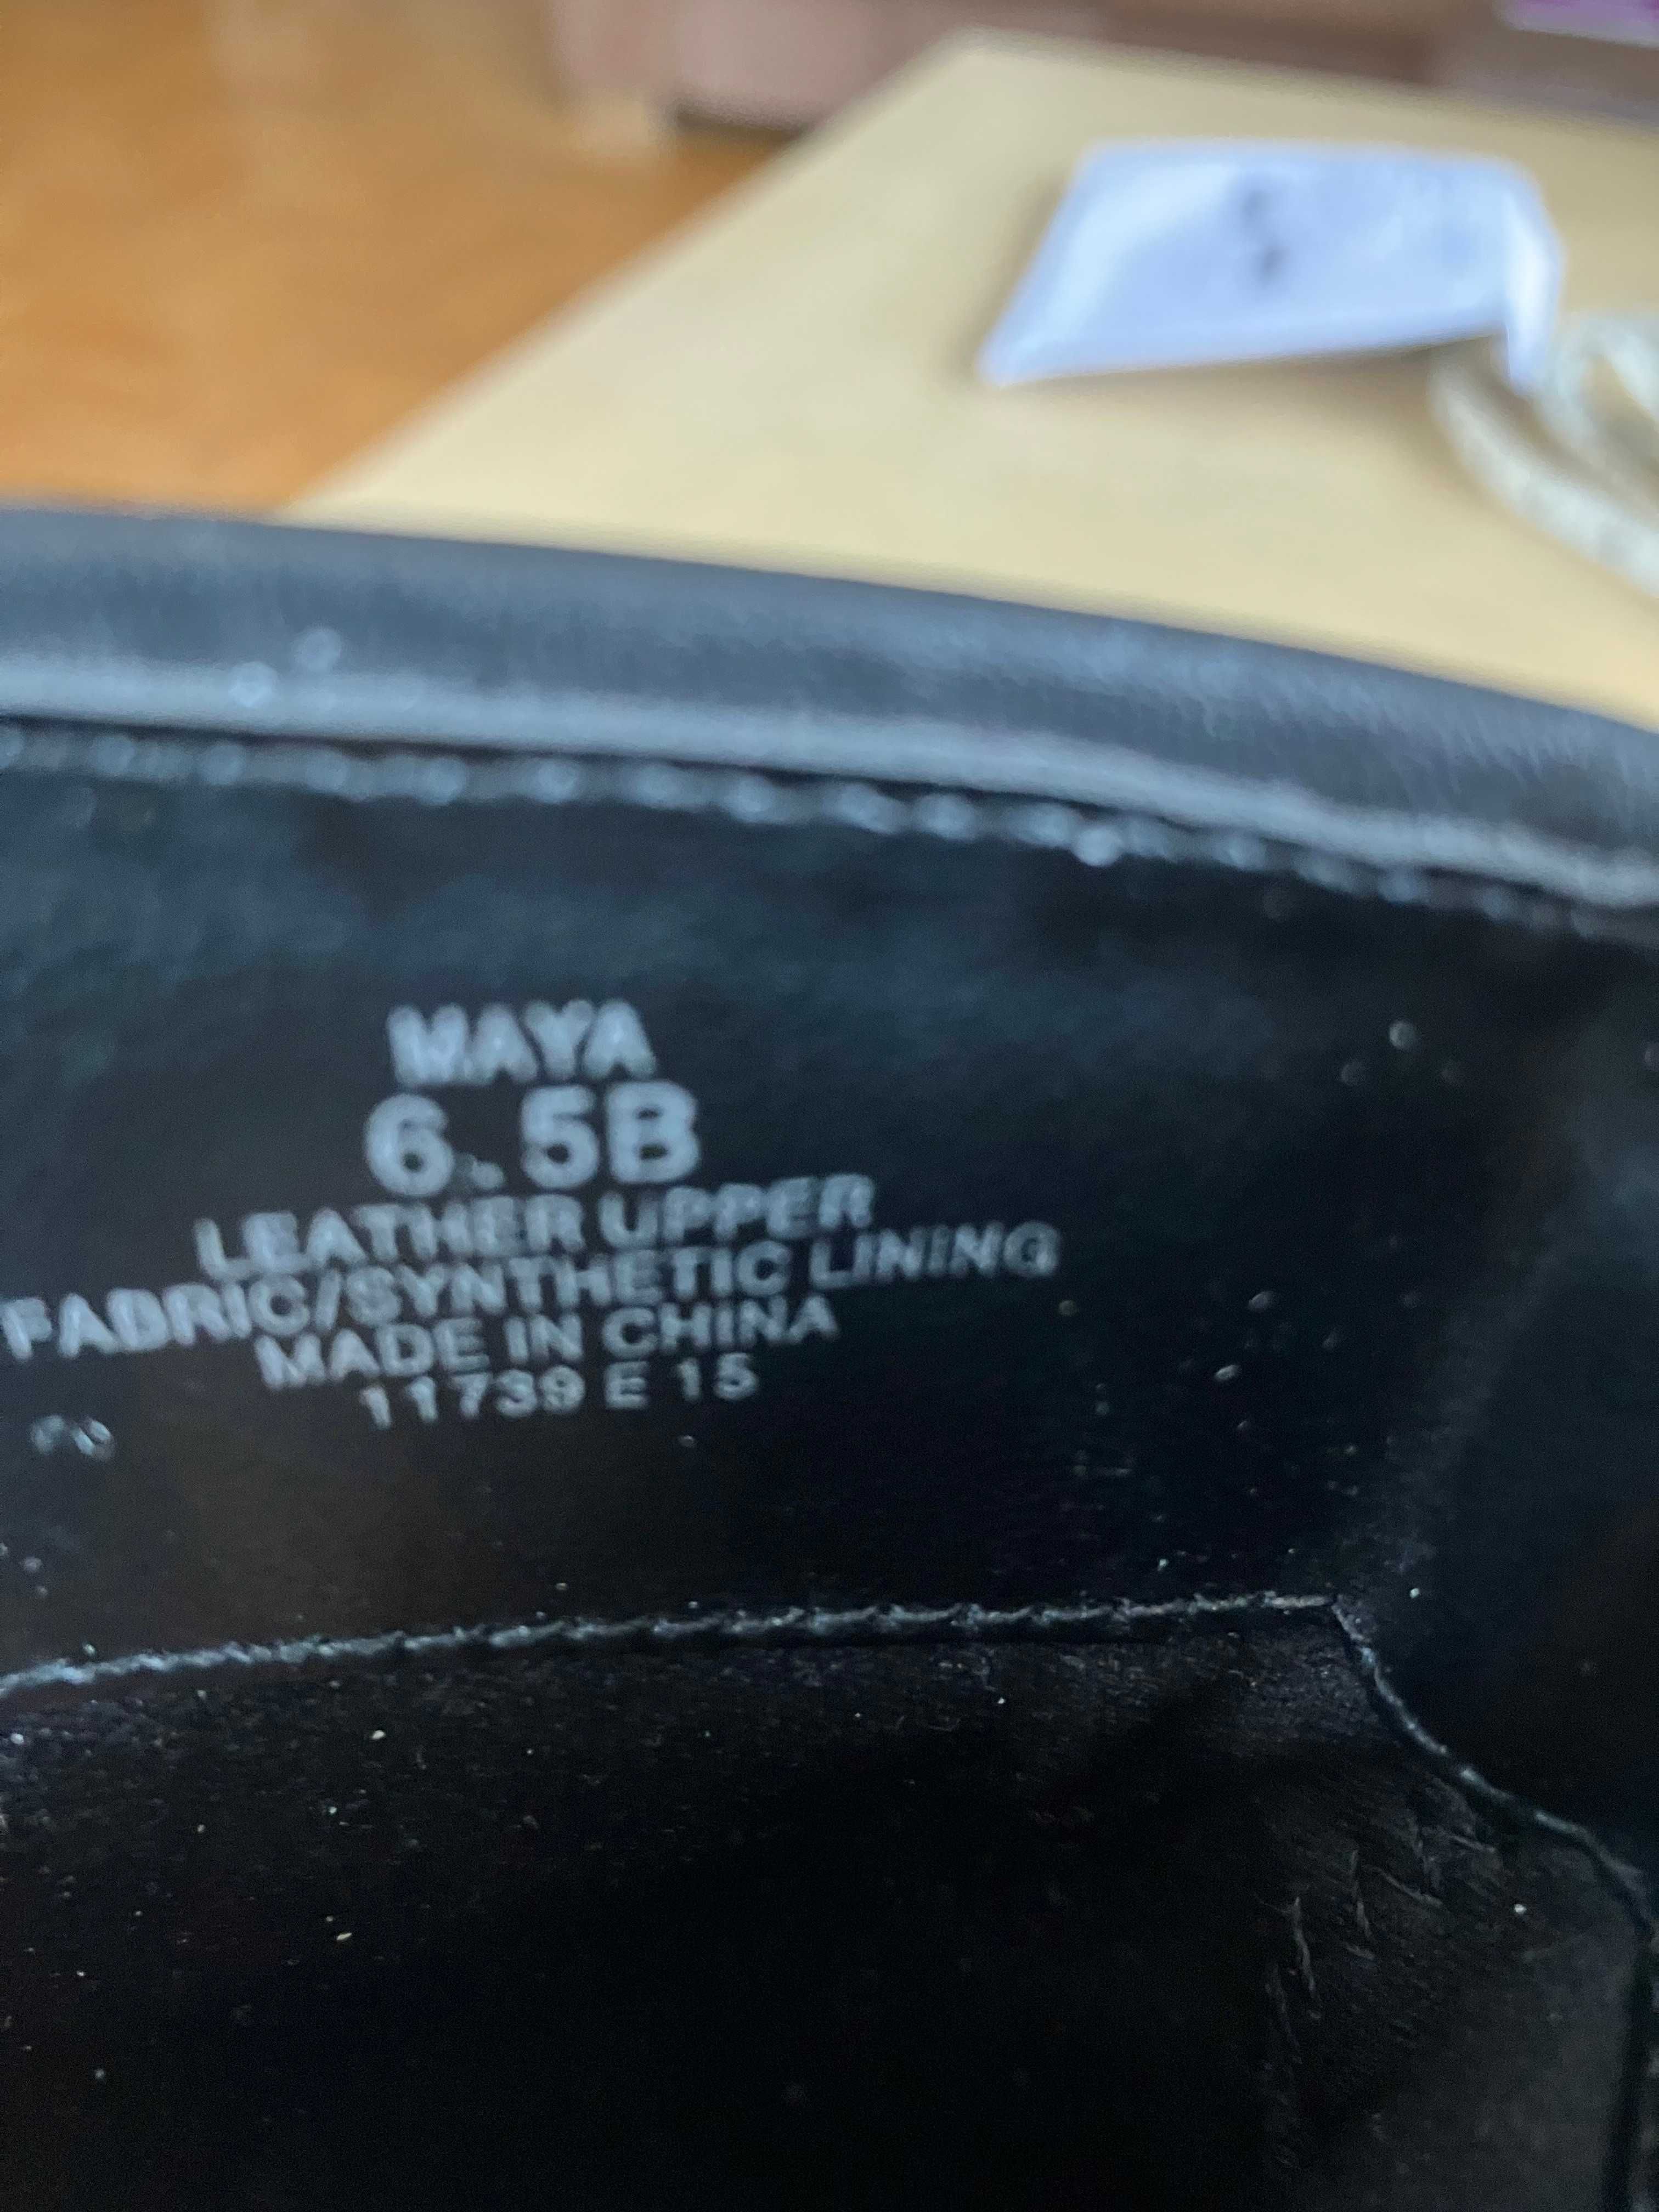 MAYA
6.5B
LEATHER UPPER
FABRIC/SYNTHETIC LINING
MADE IN CHINA
11739 E 15